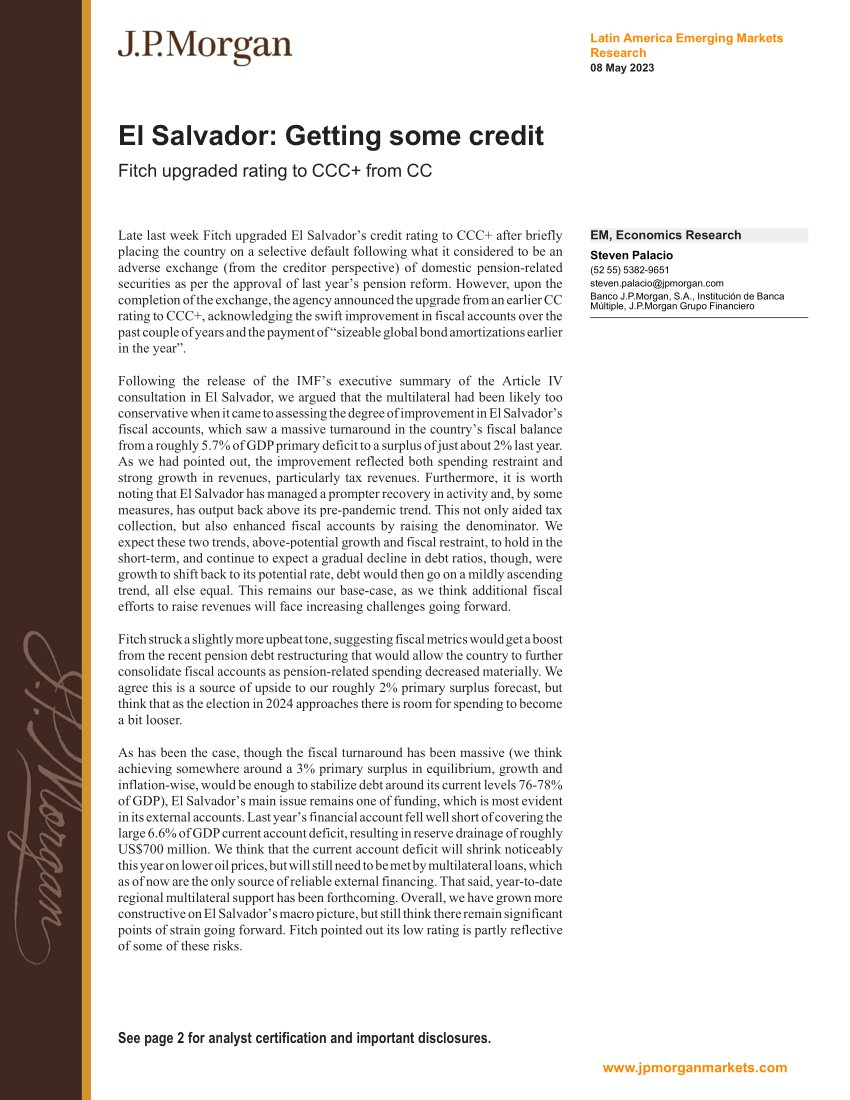 J.P.Morgan
Latin America Emerging Markets
Research
08 May 2023
El Salvador: Getting some credit
Fitch upgraded rating to CCC+ from CC
Late last week Fitch upgraded El Salvador's credit rating to CCC+ after briefly
placing the country on a selective default following what it considered to be an
adverse exchange (from the creditor perspective) of domestic pension-related
securities as per the approval of last year's pension reform. However, upon the
completion of the exchange, the agency announced the upgrade from an earlier CC
rating to CCC+, acknowledging the swift improvement in fiscal accounts over the
past couple of years and the payment of “sizeable global bond amortizations earlier
in the year”.
Following the release of the IMF's executive summary of the Article IV
consultation in El Salvador, we argued that the multilateral had been likely too
conservative when it came to assessing the degree of improvement in El Salvador's
fiscal accounts, which saw a massive turnaround in the country's fiscal balance
from a roughly 5.7% of GDP primary deficit to a surplus of just about 2% last year.
As we had pointed out, the improvement reflected both spending restraint and
strong growth in revenues, particularly tax revenues. Furthermore, it is worth
noting that El Salvador has managed a prompter recovery in activity and, by some
measures, has output back above its pre-pandemic trend. This not only aided tax
collection, but also enhanced fiscal accounts by raising the denominator. We
expect these two trends, above-potential growth and fiscal restraint, to hold in the
short-term, and continue to expect a gradual decline in debt ratios, though, were
growth to shift back to its potential rate, debt would then go on a mildly ascending
trend, all else equal. This remains our base-case, as we think additional fiscal
efforts to raise revenues will face increasing challenges going forward.
Fitch struck a slightly more upbeat tone, suggesting fiscal metrics would get a boost
from the recent pension debt restructuring that would allow the country to further
consolidate fiscal accounts as pension-related spending decreased materially. We
agree this is a source of upside to our roughly 2% primary surplus forecast, but
think that as the election in 2024 approaches there is room for spending to become
a bit looser.
As has been the case, though the fiscal turnaround has been massive (we think
achieving somewhere around a 3% primary surplus in equilibrium, growth and
inflation-wise, would be enough to stabilize debt around its current levels 76-78%
of GDP), El Salvador's main issue remains one of funding, which is most evident
in its external accounts. Last year's financial account fell well short of covering the
large 6.6% of GDP current account deficit, resulting in reserve drainage of roughly
US$700 million. We think that the current account deficit will shrink noticeably
this year on lower oil prices, but will still need to be met by multilateral loans, which
as of now are the only source of reliable external financing. That said, year-to-date
regional multilateral support has been forthcoming. Overall, we have grown more
constructive on El Salvador's macro picture, but still think there remain significant
points of strain going forward. Fitch pointed out its low rating is partly reflective
of some of these risks.
EM, Economics Research
Steven Palacio
(52 55) 5382-9651
steven.palacio@jpmorgan.com
Banco J.P.Morgan, S.A., Institución de Banca
Múltiple, J.P.Morgan Grupo Financiero
J.P.Morgan
See page 2 for analyst certification and important disclosures.
www.jpmorganmarkets.com